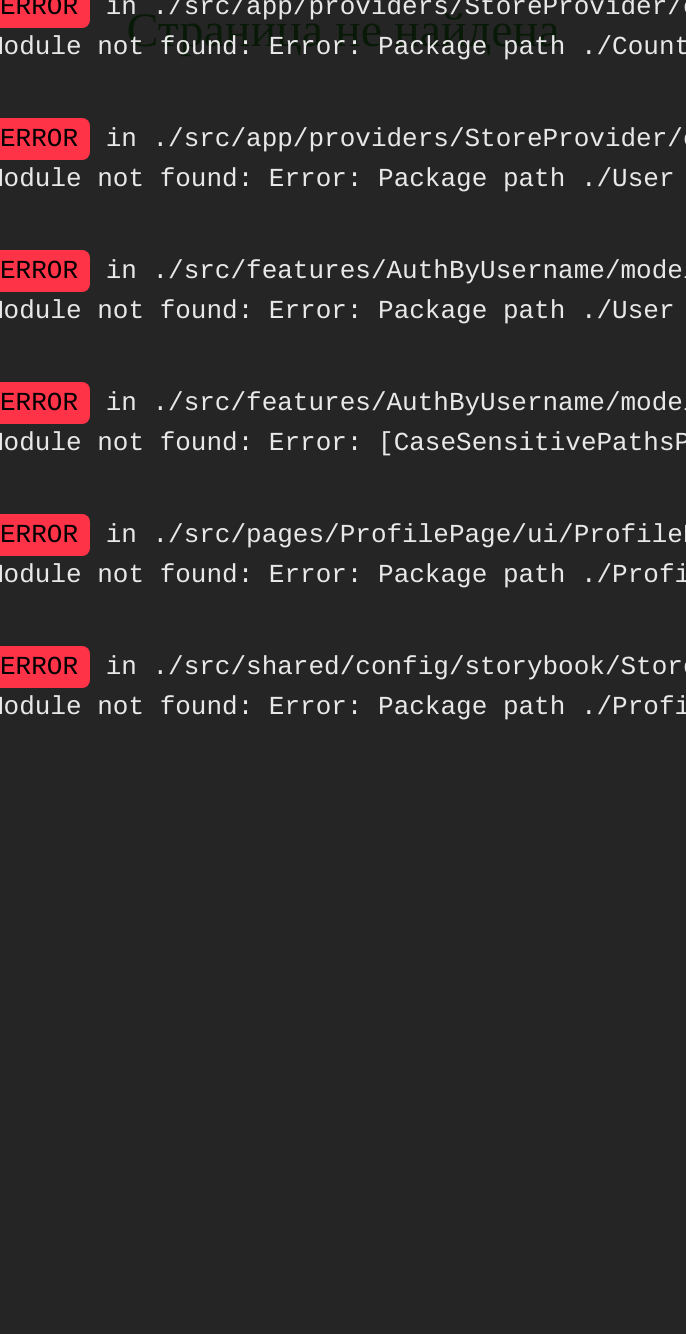 ERROR in ./src/app/providers/StoreProvider/
Страница не найдена
Module not found: Error: Package path ./Count
ERROR in ./src/app/providers/StoreProvider/
Module not found: Error: Package path ./User
ERROR in ./src/features/AuthByUsername/mode
Module not found: Error: Package path ./User
ERROR in ./src/features/AuthByUsername/mode
Module not found: Error: [CaseSensitivePathsP
ERROR in ./src/pages/ProfilePage/ui/Profile
Module not found: Error: Package path ./Profi
ERROR in ./src/shared/config/storybook/Stor
Module not found: Error: Package path ./Profi